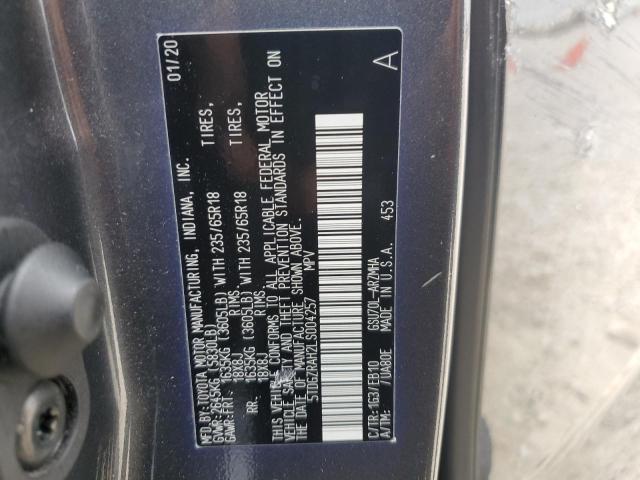 MFD.BY:TOYOTA MOTOR MANUFACTURING, INDIANA, INC. 01/20
GVWR:2645KG (5830LB)
GAWR:FRT. 1635KG (3605LB) WITH 235/65R18 TIRES,
18X8J RIMS.
RR. 1635KG (3605LB) WITH 235/65R18 TIRES,
18X8J RIMS.
THIS VEHICLE CONFORMS TO ALL APPLICABLE FEDERAL MOTOR
VEHICLE SAFETY AND THEFT PREVENTION STANDARDS IN EFFECT ON
THE DATE OF MANUFACTURE SHOWN ABOVE.
5TDGZRAH2LS004257 MPV
C/TR:1G3/EB10 GSU70L-ARZMHA
A/TM: /UA80E MADE IN U.S.A. 453 A